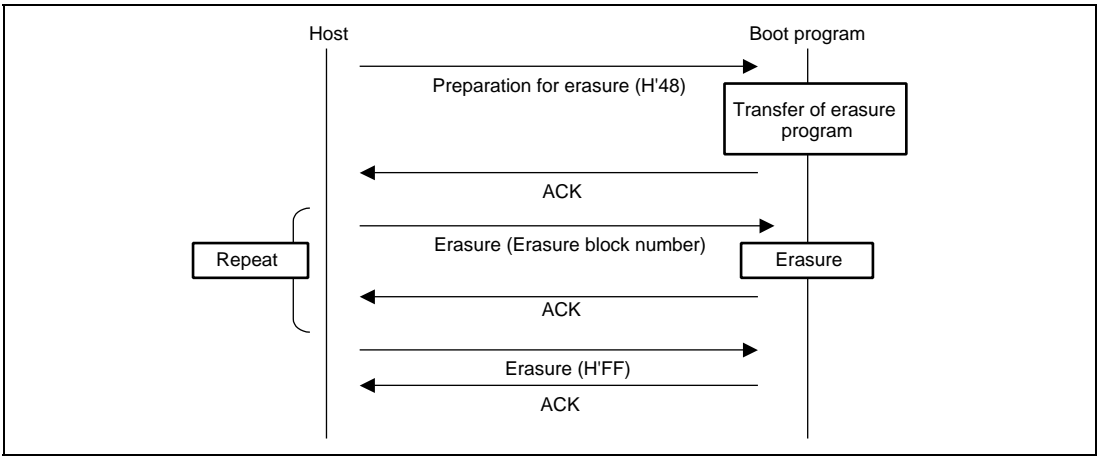 Host
Boot program
Preparation for erasure (H'48)
Transfer of erasure
program
ACK
Erasure (Erasure block number)
Repeat
Erasure
ACK
Erasure (H'FF)
ACK